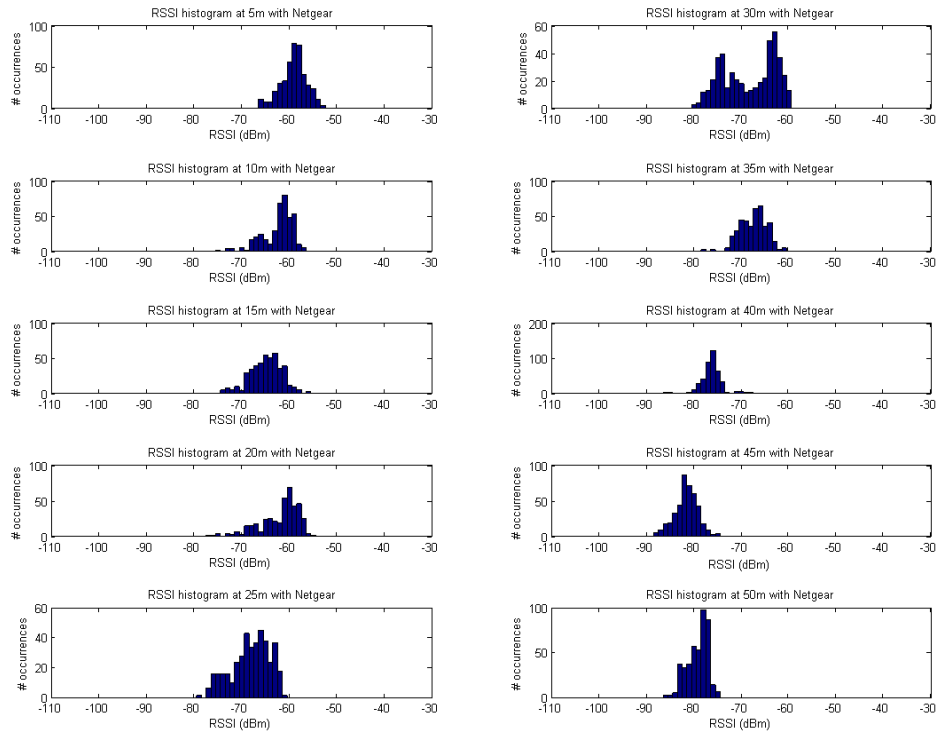 RSSI histogram at 5m with Netgear
# occurrences
100
50
0
-110 -100 -90 -80 -70 -60 -50 -40 -30
RSSI (dBm)
RSSI histogram at 30m with Netgear
# occurrences
60
40
20
0
-110 -100 -90 -80 -70 -60 -50 -40 -30
RSSI (dBm)
RSSI histogram at 10m with Netgear
# occurrences
100
50
0
-110 -100 -90 -80 -70 -60 -50 -40 -30
RSSI (dBm)
RSSI histogram at 35m with Netgear
# occurrences
100
50
0
-110 -100 -90 -80 -70 -60 -50 -40 -30
RSSI (dBm)
RSSI histogram at 15m with Netgear
# occurrences
100
50
0
-110 -100 -90 -80 -70 -60 -50 -40 -30
RSSI (dBm)
RSSI histogram at 40m with Netgear
# occurrences
200
100
0
-110 -100 -90 -80 -70 -60 -50 -40 -30
RSSI (dBm)
RSSI histogram at 20m with Netgear
# occurrences
100
50
0
-110 -100 -90 -80 -70 -60 -50 -40 -30
RSSI (dBm)
RSSI histogram at 45m with Netgear
# occurrences
100
50
0
-110 -100 -90 -80 -70 -60 -50 -40 -30
RSSI (dBm)
RSSI histogram at 25m with Netgear
# occurrences
60
40
20
0
-110 -100 -90 -80 -70 -60 -50 -40 -30
RSSI (dBm)
RSSI histogram at 50m with Netgear
# occurrences
100
50
0
-110 -100 -90 -80 -70 -60 -50 -40 -30
RSSI (dBm)